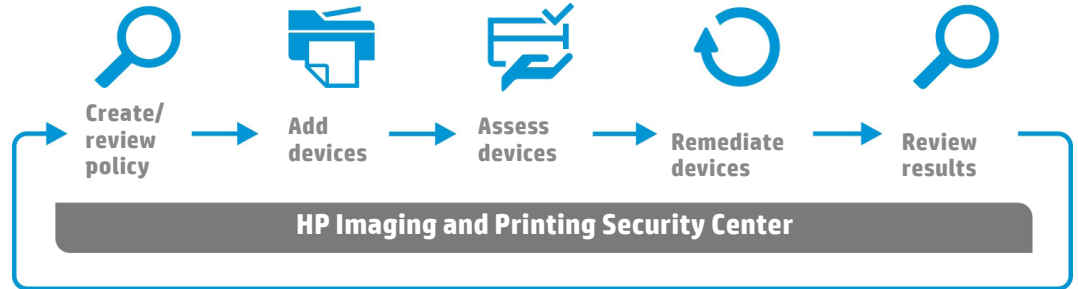 Create/
review
policy
Add
devices
Assess
devices
Remediate
devices
Review
results
HP Imaging and Printing Security Center